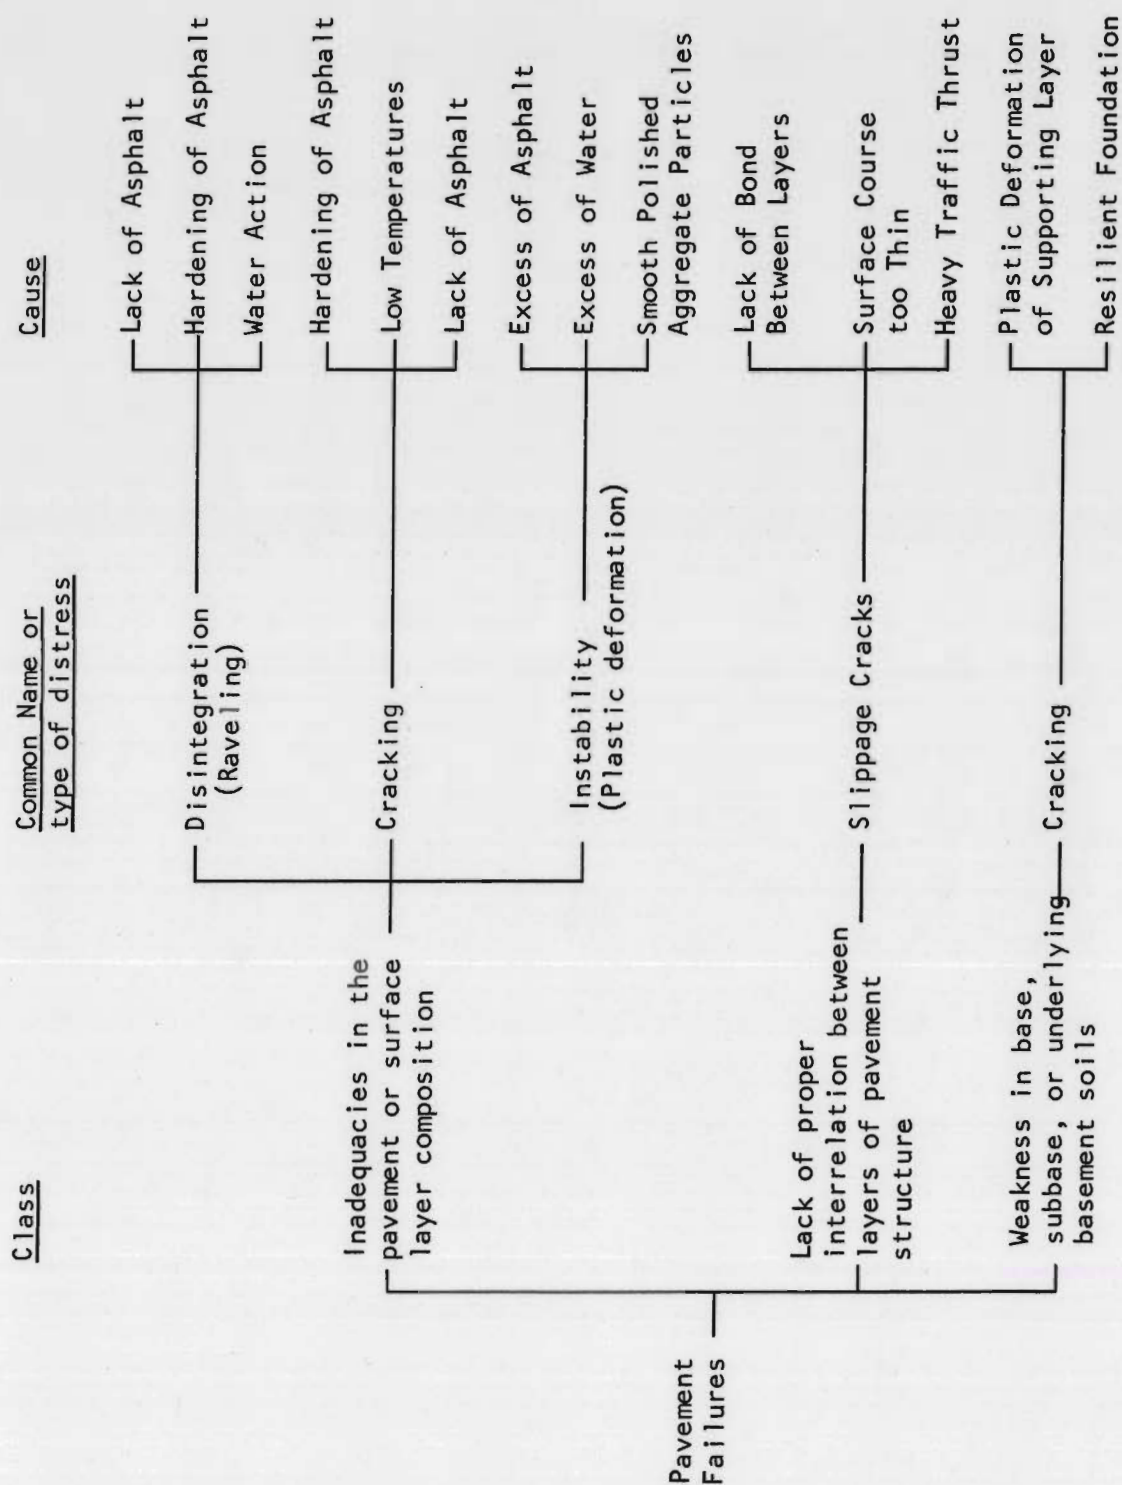 Class
Common Name or
type of distress
Cause
Pavement
Failures
Inadequacies in the
pavement or surface
layer composition
Disintegration
(Raveling)
Lack of Asphalt
Hardening of Asphalt
Water Action
Cracking
Hardening of Asphalt
Low Temperatures
Lack of Asphalt
Instability
(Plastic deformation)
Excess of Asphalt
Excess of Water
Smooth Polished
Aggregate Particles
Lack of proper
interrelation between
layers of pavement
structure
Slippage Cracks
Lack of Bond
Between Layers
Surface Course
too Thin
Heavy Traffic Thrust
Weakness in base,
subbase, or underlying
basement soils
Cracking
Plastic Deformation
of Supporting Layer
Resilient Foundation